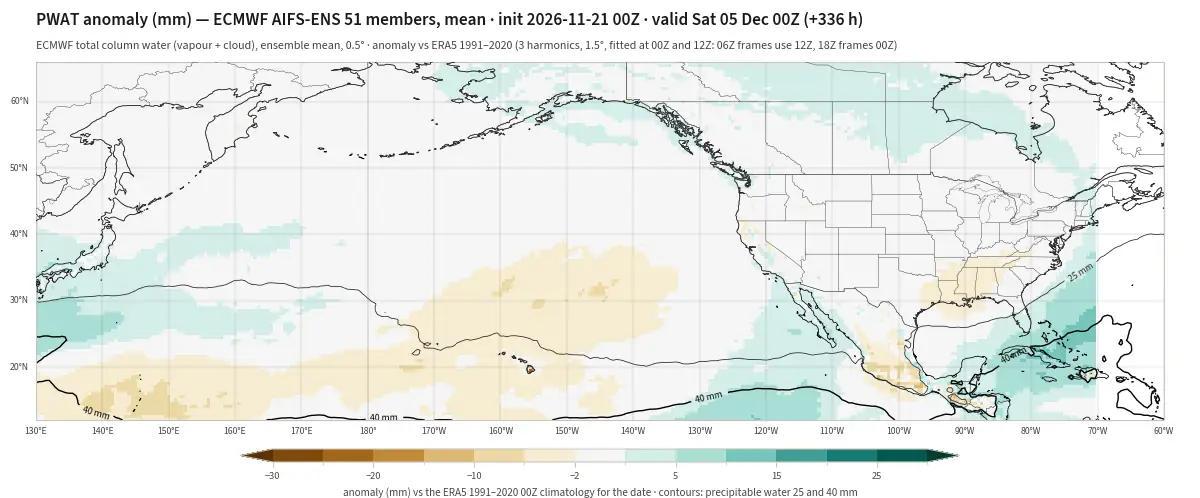 PWAT anomaly (mm) — ECMWF AIFS-ENS 51 members, mean · init 2026-11-21 00Z · valid Sat 05 Dec 00Z (+336 h)
ECMWF total column water (vapour + cloud), ensemble mean, 0.5° · anomaly vs ERA5 1991–2020 (3 harmonics, 1.5°, fitted at 00Z and 12Z: 06Z frames use 12Z, 18Z frames 00Z)
60°N
50°N
40°N
30°N
20°N
25 mm
40 mm
40 mm
40 mm
40 mm
130°E 140°E 150°E 160°E 170°E 180° 170°W 160°W 150°W 140°W 130°W 120°W 110°W 100°W 90°W 80°W 70°W 60°W
−30 −20 −10 −2 5 15 25
anomaly (mm) vs the ERA5 1991–2020 00Z climatology for the date · contours: precipitable water 25 and 40 mm